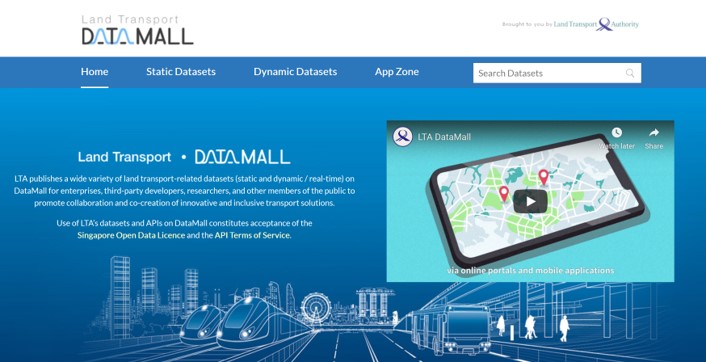 Land Transport
DATA MALL
Brought to you by Land Transport Authority
Home
Static Datasets
Dynamic Datasets
App Zone
Search Datasets
Land Transport • DATA MALL
LTA publishes a wide variety of land transport-related datasets (static and dynamic / real-time) on
DataMall for enterprises, third-party developers, researchers, and other members of the public to
promote collaboration and co-creation of innovative and inclusive transport solutions.
Use of LTA's datasets and APIs on DataMall constitutes acceptance of the
Singapore Open Data Licence and the API Terms of Service.
LTA DataMall
Watch later
Share
via online portals and mobile applications